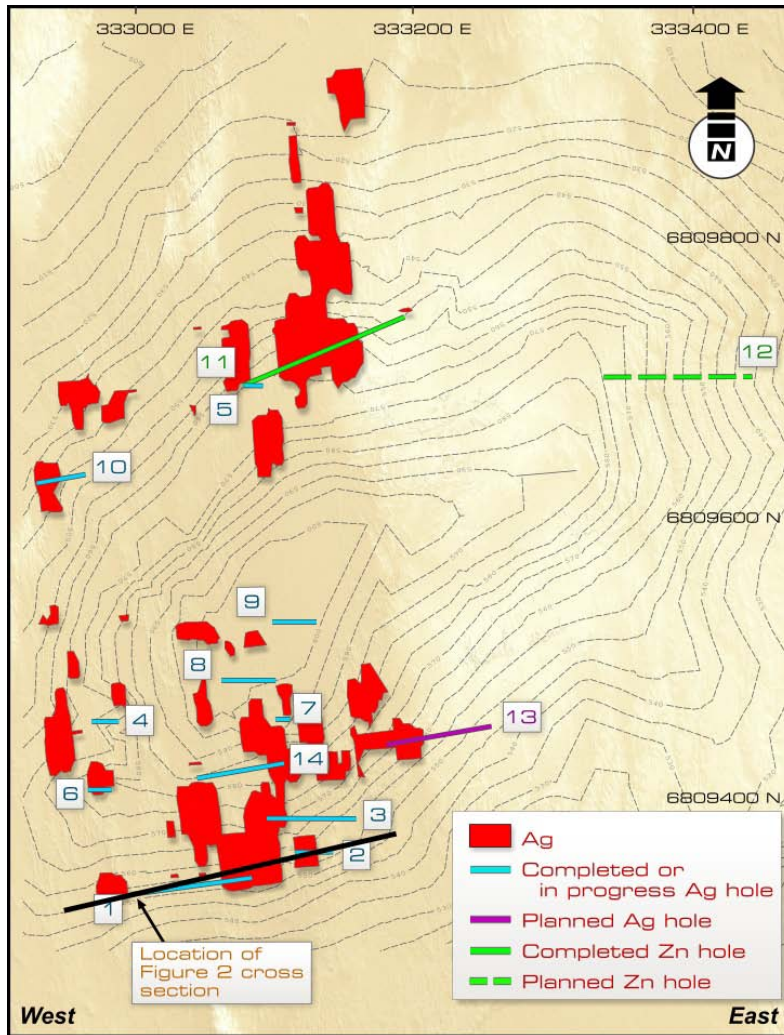 333000 E
333200 E
333400 E
N
6809800 N
11
12
5
10
6809600 N
9
8
4
7
13
14
6
6809400 N
3
2
1
Ag
Completed or
in progress Ag hole
Planned Ag hole
Completed Zn hole
Planned Zn hole
Location of
Figure 2 cross
section
West
East